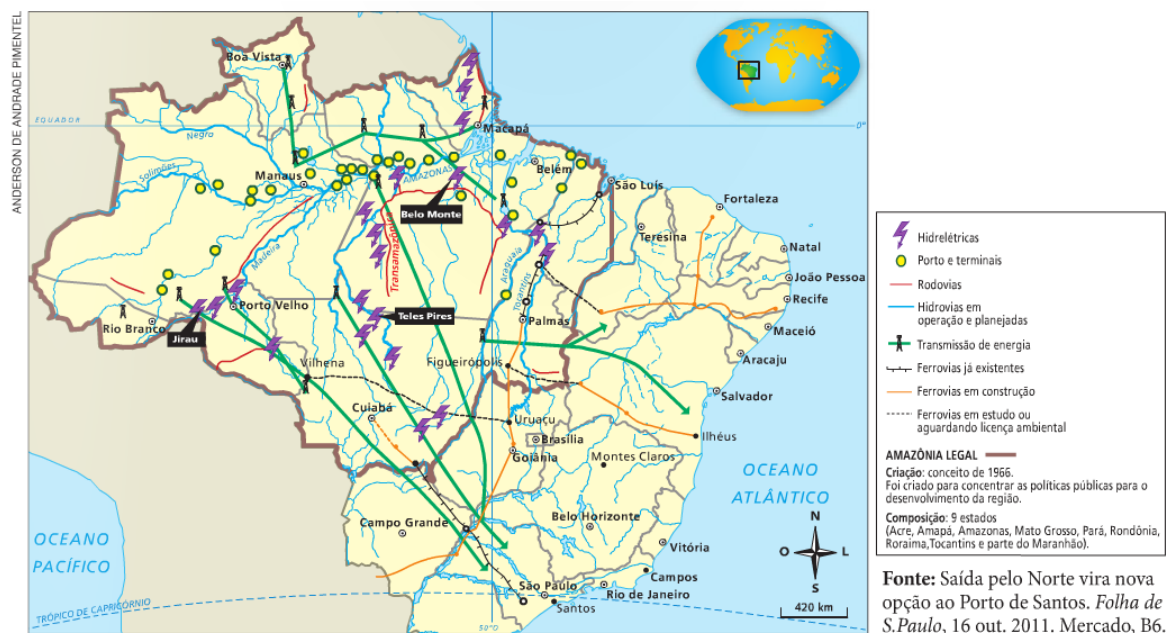 ANDERSON DE ANDRADE PIMENTEL
Boa Vista
EQUADOR
0°
Negro
Macapá
Solimões
Manaus
AMAZONAS
Belém
São Luís
Belo Monte
Fortaleza
Teresina
Natal
Madeira
Transamazônica
Araguaia
Tocantins
João Pessoa
Recife
Porto Velho
Teles Pires
Palmas
Maceió
Rio Branco
Jirau
Aracaju
Vilhena
Figueirópolis
Salvador
Cuiabá
Uruaçu
Ilhéus
Brasília
Goiânia
Montes Claros
OCEANO
ATLÂNTICO
Campo Grande
Belo Horizonte
N
O
L
S
OCEANO
PACÍFICO
Vitória
Campos
São Paulo
Rio de Janeiro
Santos
TRÓPICO DE CAPRICÓRNIO
50°O
420 km
Hidrelétricas
Porto e terminais
Rodovias
Hidrovias em
operação e planejadas
Transmissão de energia
Ferrovias já existentes
Ferrovias em construção
Ferrovias em estudo ou
aguardando licença ambiental
AMAZÔNIA LEGAL
Criação: conceito de 1966.
Foi criado para concentrar as políticas públicas para o
desenvolvimento da região.
Composição: 9 estados
(Acre, Amapá, Amazonas, Mato Grosso, Pará, Rondônia,
Roraima,Tocantins e parte do Maranhão).
Fonte: Saída pelo Norte vira nova
opção ao Porto de Santos. Folha de
S.Paulo, 16 out. 2011. Mercado, B6.